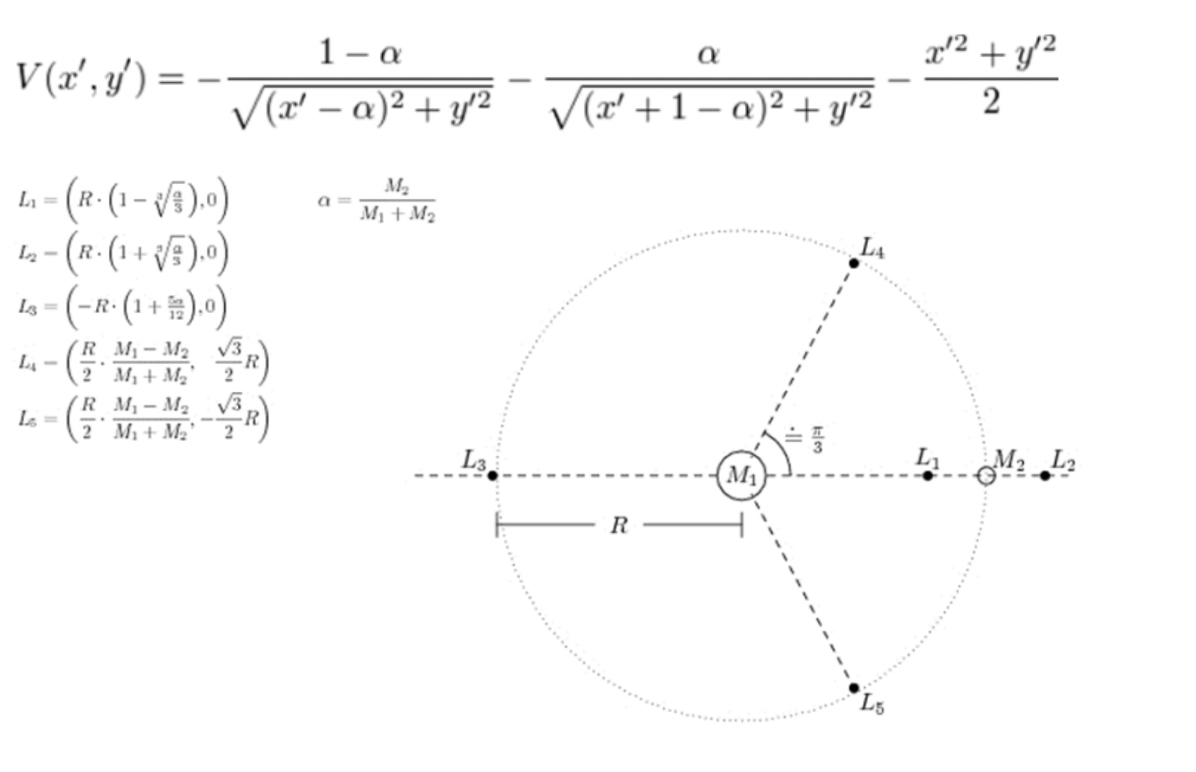 V(x′, y′) = − (1 − α)/√((x′ − α)² + y′²) − α/√((x′ + 1 − α)² + y′²) − (x′² + y′²)/2
L₁ = (R · (1 − ∛(α/3)), 0)
α = M₂/(M₁ + M₂)
L₂ − (R · (1 + ∛(α/3)), 0)
L₃ = (−R · (1 + 5α/12), 0)
L₄ − (R/2 · (M₁ − M₂)/(M₁ + M₂), √3/2 R)
L₅ = (R/2 · (M₁ − M₂)/(M₁ + M₂), −√3/2 R)
L₄
≐ π/3
L₃
M₁
L₁
M₂
L₂
R
L₅